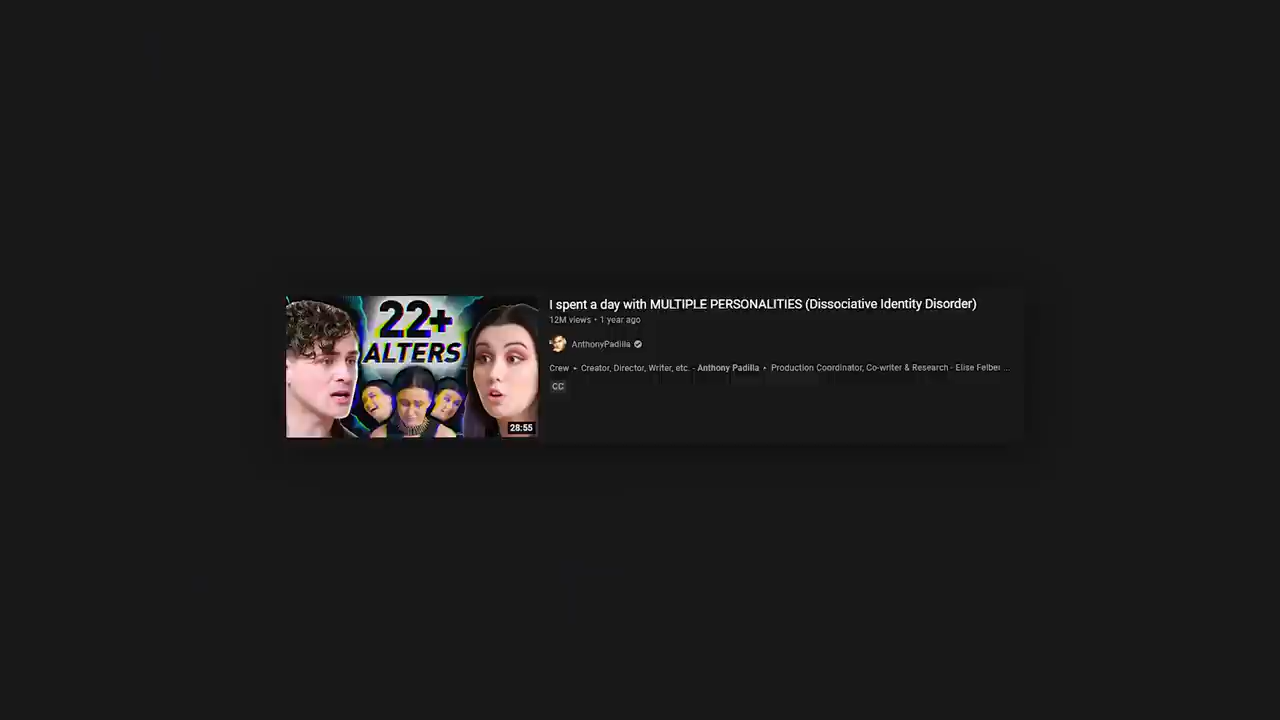 22+
ALTERS
28:55
I spent a day with MULTIPLE PERSONALITIES (Dissociative Identity Disorder)
12M views • 1 year ago
AnthonyPadilla
Crew • Creator, Director, Writer, etc. - Anthony Padilla • Production Coordinator, Co-writer & Research - Elise Felber ...
CC